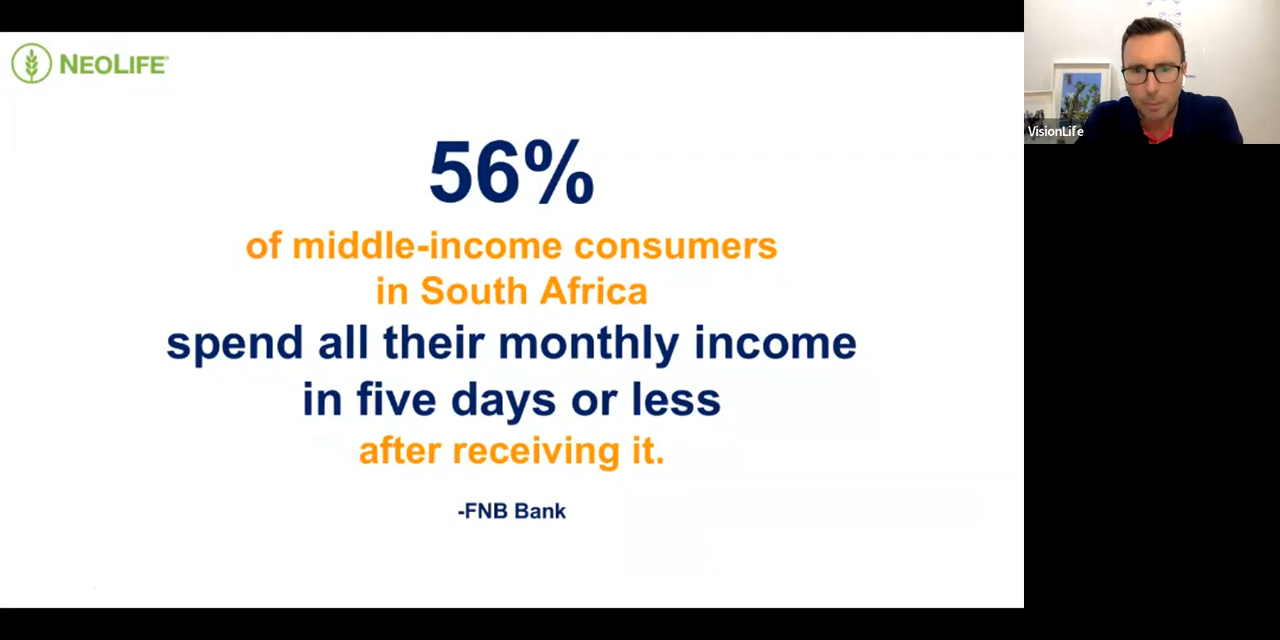 NEOLIFE
56%
of middle-income consumers
in South Africa
spend all their monthly income
in five days or less
after receiving it.
-FNB Bank
VisionLife